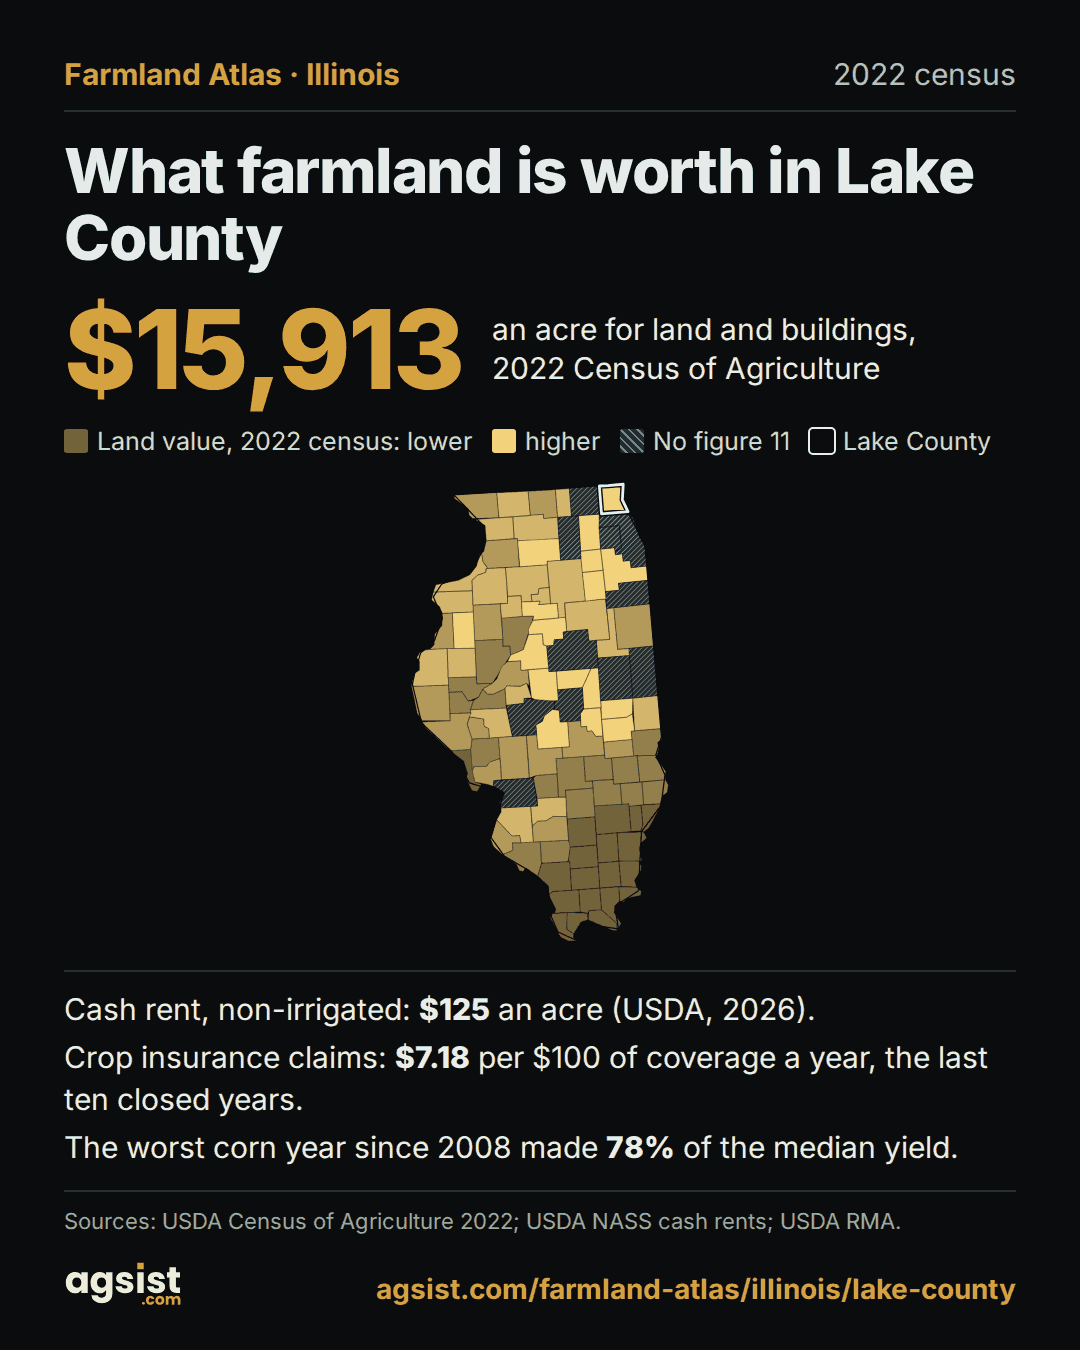 Farmland Atlas · Illinois
2022 census
What farmland is worth in Lake
County
$15,913
an acre for land and buildings,
2022 Census of Agriculture
Land value, 2022 census: lower
higher
No figure 11
Lake County
Cash rent, non-irrigated: $125 an acre (USDA, 2026).
Crop insurance claims: $7.18 per $100 of coverage a year, the last
ten closed years.
The worst corn year since 2008 made 78% of the median yield.
Sources: USDA Census of Agriculture 2022; USDA NASS cash rents; USDA RMA.
agsist
.com
agsist.com/farmland-atlas/illinois/lake-county